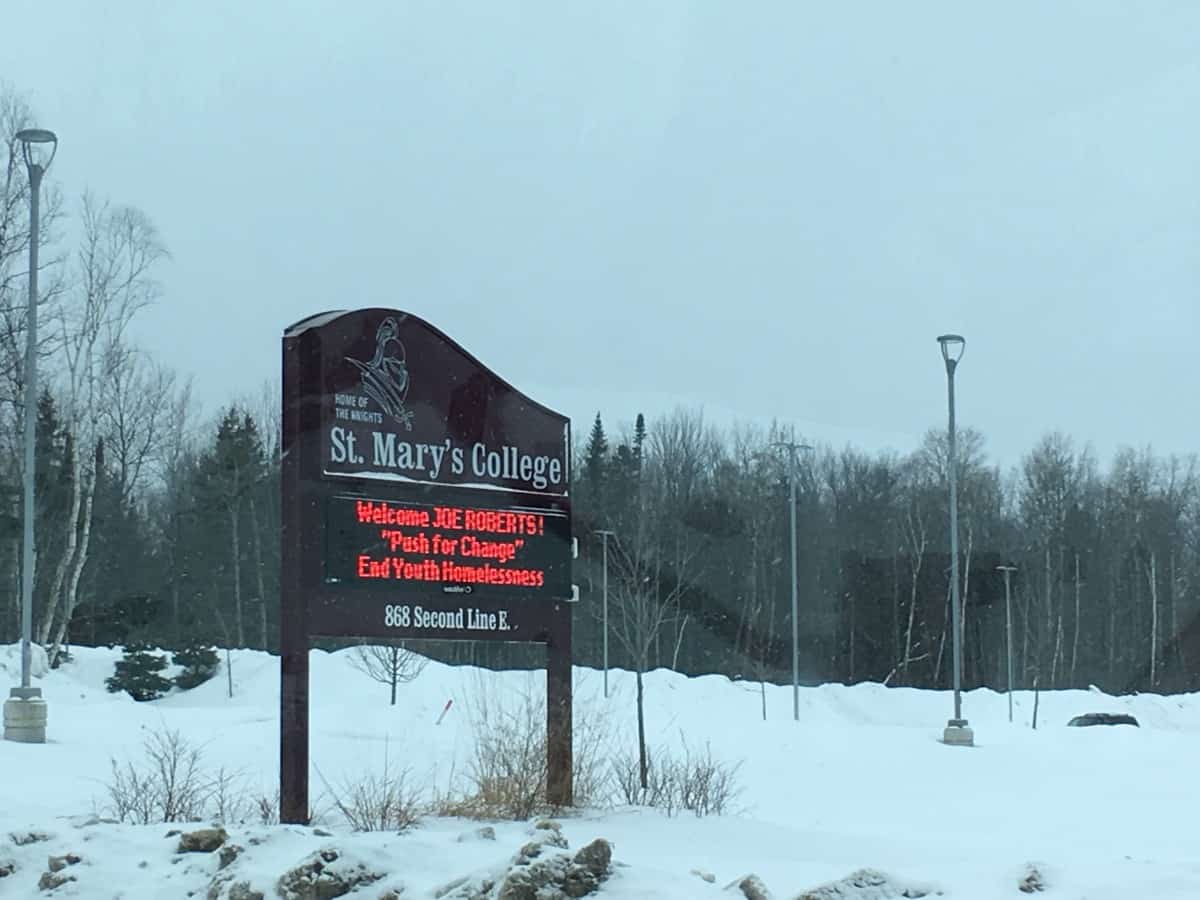 HOME OF
THE KNIGHTS
St. Mary's College
Welcome JOE ROBERTS!
"Push for Change"
End Youth Homelessness
868 Second Line E.